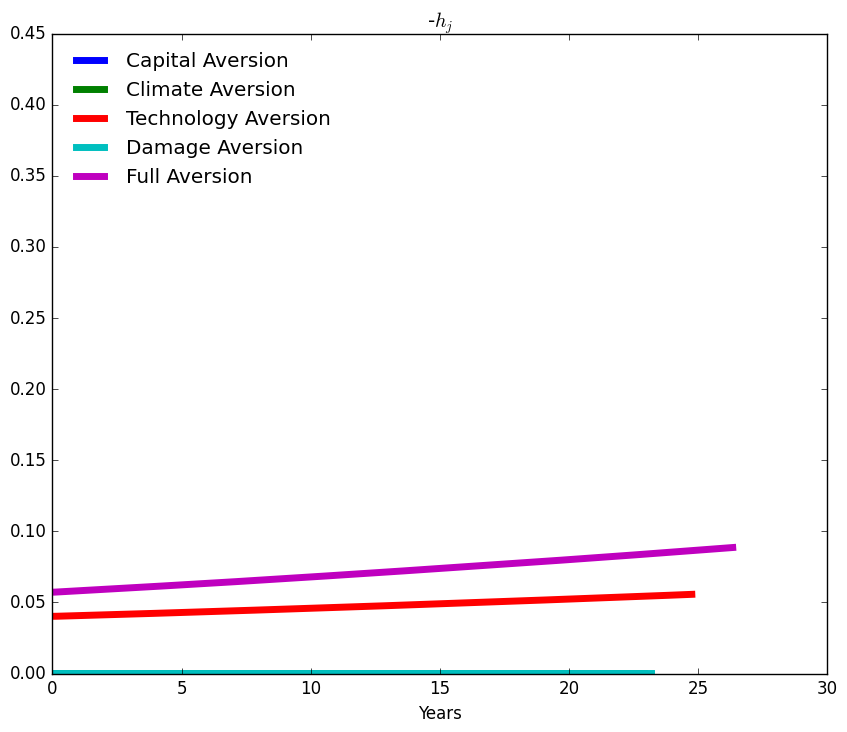 -h_j
0.45
0.40
0.35
0.30
0.25
0.20
0.15
0.10
0.05
0.00
Capital Aversion
Climate Aversion
Technology Aversion
Damage Aversion
Full Aversion
0 5 10 15 20 25 30
Years